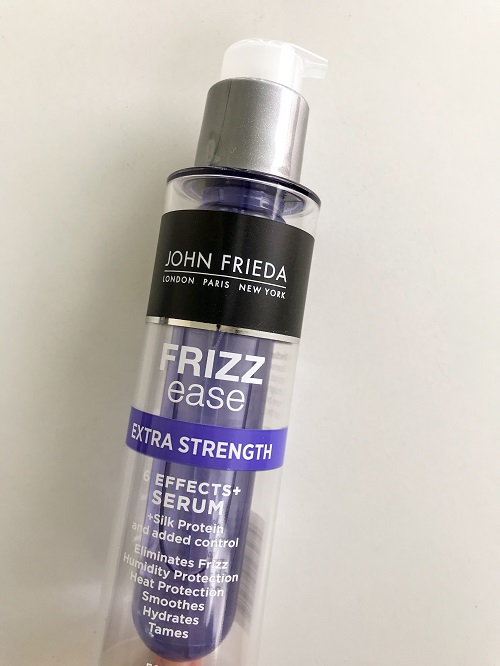 JOHN FRIEDA
LONDON PARIS NEW YORK
FRIZZ
ease
EXTRA STRENGTH
6 EFFECTS+
SERUM
+Silk Protein
and added control
Eliminates Frizz
Humidity Protection
Heat Protection
Smoothes
Hydrates
Tames